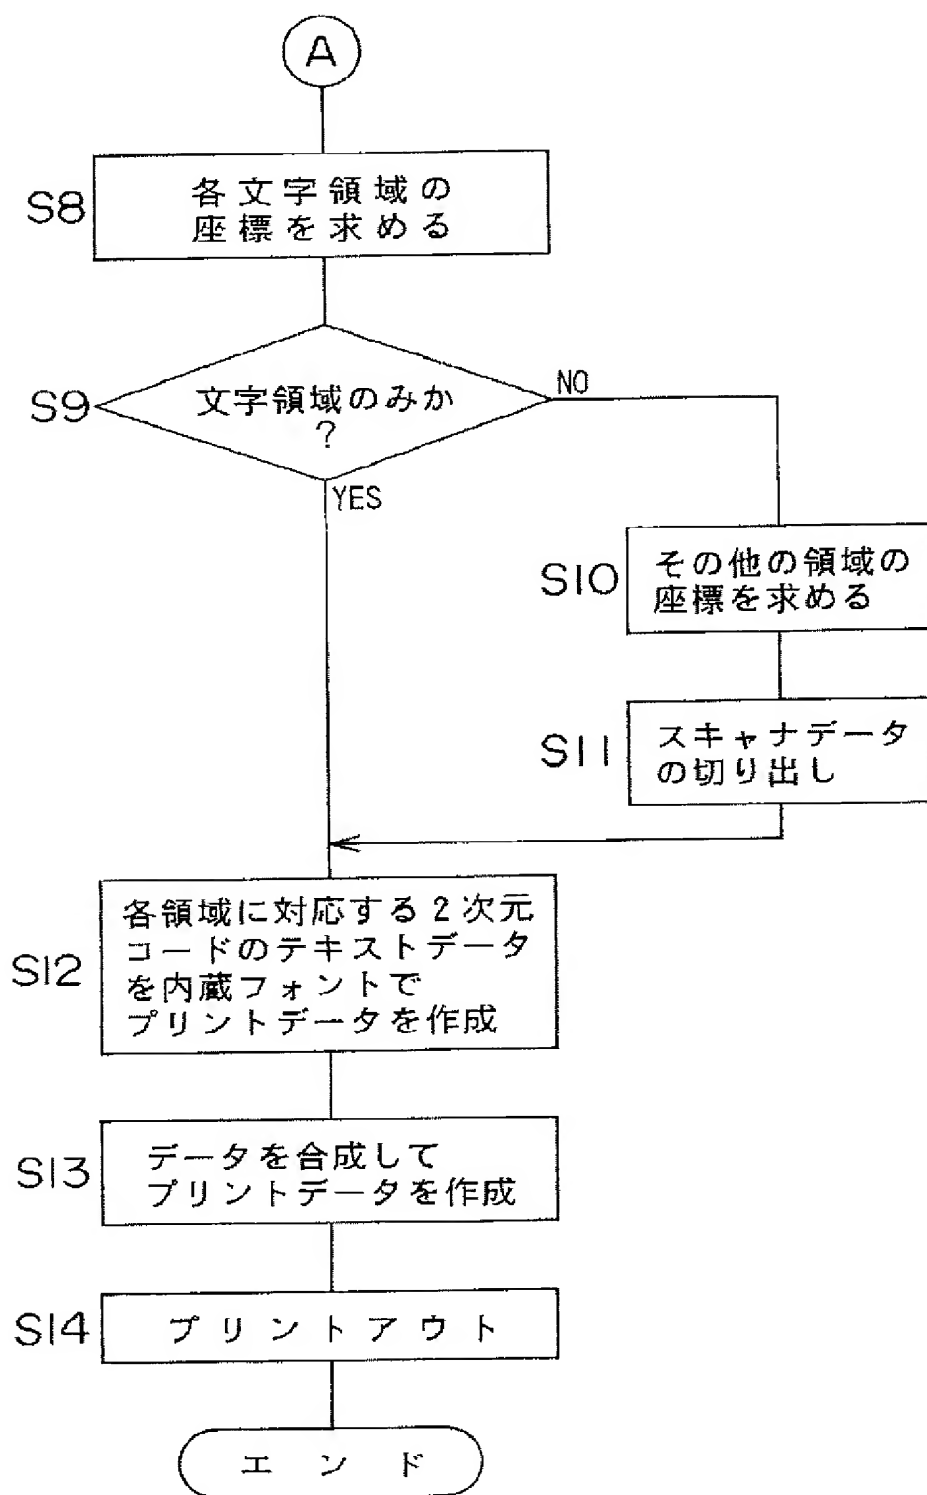 A
S8
各文字領域の
座標を求める
S9
文字領域のみか
?
NO
YES
S10
その他の領域の
座標を求める
S11
スキャナデータ
の切り出し
S12
各領域に対応する2次元
コードのテキストデータ
を内蔵フォントで
プリントデータを作成
S13
データを合成して
プリントデータを作成
S14
プリントアウト
エンド